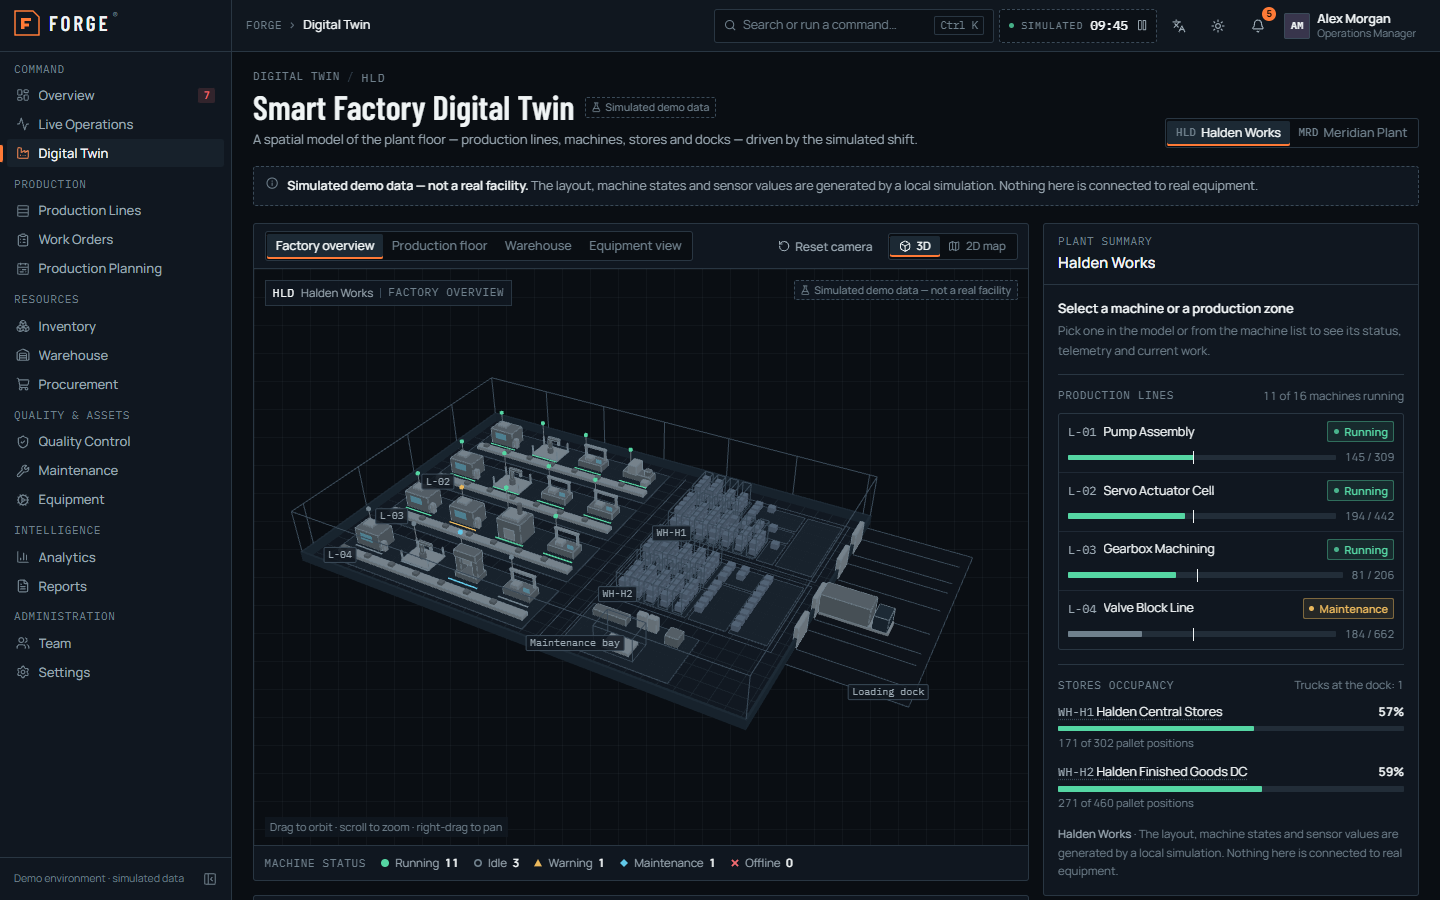 FORGE
COMMAND
Overview 7
Live Operations
Digital Twin
PRODUCTION
Production Lines
Work Orders
Production Planning
RESOURCES
Inventory
Warehouse
Procurement
QUALITY & ASSETS
Quality Control
Maintenance
Equipment
INTELLIGENCE
Analytics
Reports
ADMINISTRATION
Team
Settings
Demo environment · simulated data
FORGE › Digital Twin
Search or run a command… Ctrl K
SIMULATED 09:45
5
AM
Alex Morgan
Operations Manager
DIGITAL TWIN / HLD
Smart Factory Digital Twin
Simulated demo data
A spatial model of the plant floor — production lines, machines, stores and docks — driven by the simulated shift.
HLD Halden Works MRD Meridian Plant
Simulated demo data — not a real facility. The layout, machine states and sensor values are generated by a local simulation. Nothing here is connected to real equipment.
Factory overview Production floor Warehouse Equipment view
Reset camera 3D 2D map
HLD Halden Works | FACTORY OVERVIEW
Simulated demo data — not a real facility
L-02
L-03
L-04
WH-H1
WH-H2
Maintenance bay
Loading dock
Drag to orbit · scroll to zoom · right-drag to pan
MACHINE STATUS Running 11 Idle 3 Warning 1 Maintenance 1 Offline 0
PLANT SUMMARY
Halden Works
Select a machine or a production zone
Pick one in the model or from the machine list to see its status,
telemetry and current work.
PRODUCTION LINES 11 of 16 machines running
L-01 Pump Assembly Running
145 / 309
L-02 Servo Actuator Cell Running
194 / 442
L-03 Gearbox Machining Running
81 / 206
L-04 Valve Block Line Maintenance
184 / 662
STORES OCCUPANCY Trucks at the dock: 1
WH-H1 Halden Central Stores 57%
171 of 302 pallet positions
WH-H2 Halden Finished Goods DC 59%
271 of 460 pallet positions
Halden Works · The layout, machine states and sensor values are
generated by a local simulation. Nothing here is connected to real
equipment.